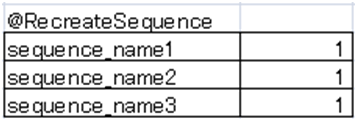 @RecreateSequence
sequence_name1 1
sequence_name2 1
sequence_name3 1